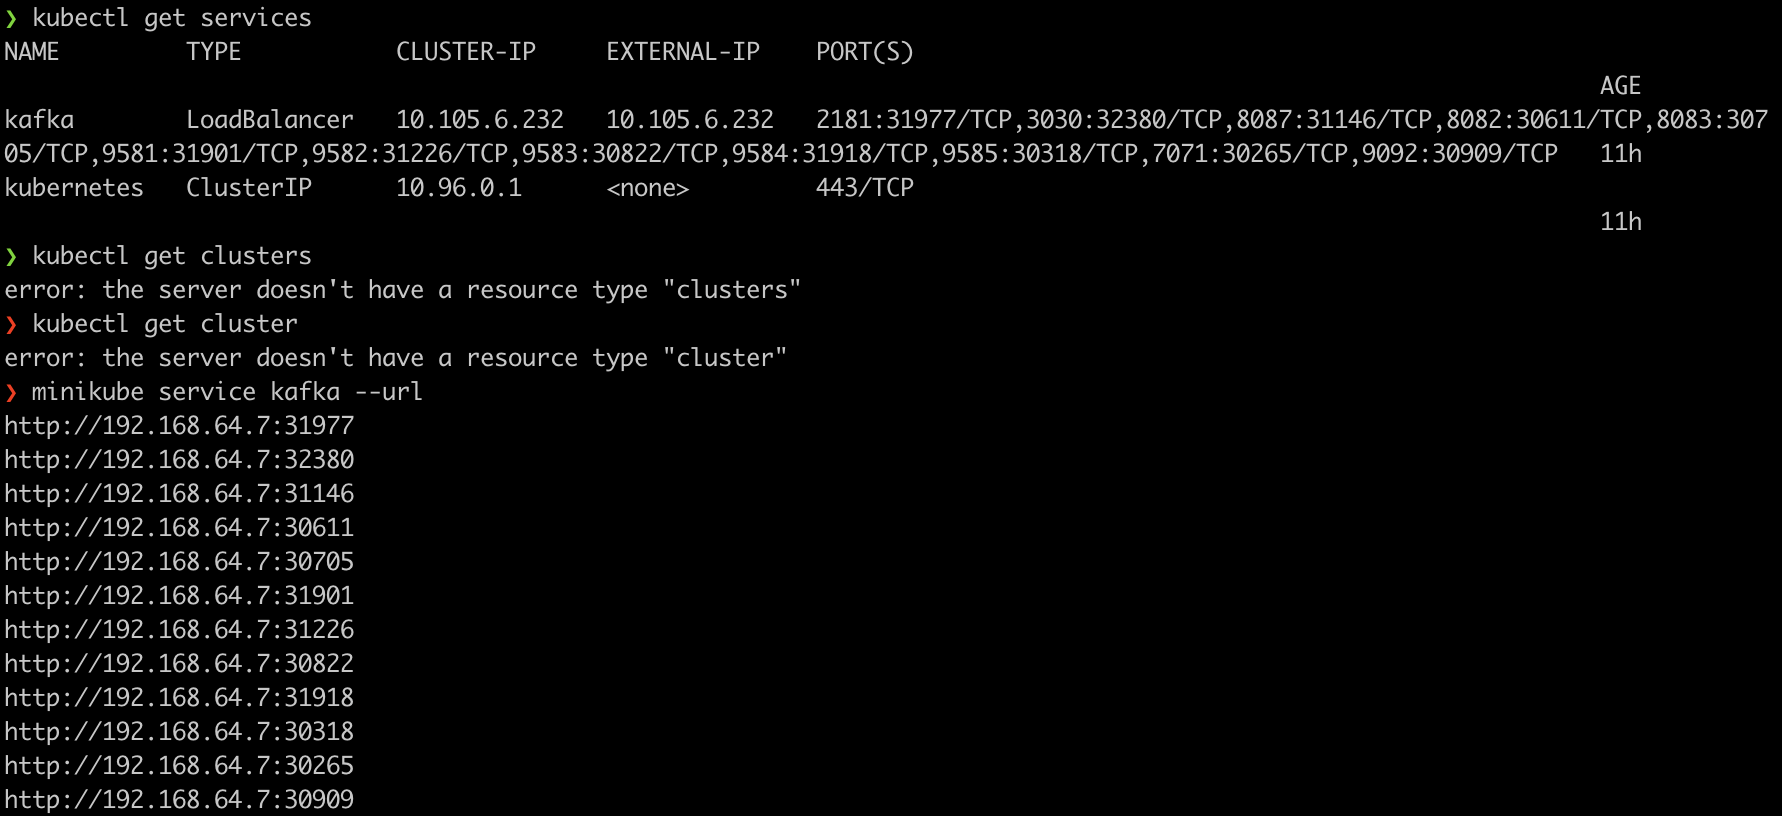 ❯ kubectl get services
NAME         TYPE           CLUSTER-IP     EXTERNAL-IP    PORT(S)
AGE
kafka        LoadBalancer   10.105.6.232   10.105.6.232   2181:31977/TCP,3030:32380/TCP,8087:31146/TCP,8082:30611/TCP,8083:307
05/TCP,9581:31901/TCP,9582:31226/TCP,9583:30822/TCP,9584:31918/TCP,9585:30318/TCP,7071:30265/TCP,9092:30909/TCP   11h
kubernetes   ClusterIP      10.96.0.1      <none>         443/TCP
11h
❯ kubectl get clusters
error: the server doesn't have a resource type "clusters"
❯ kubectl get cluster
error: the server doesn't have a resource type "cluster"
❯ minikube service kafka --url
http://192.168.64.7:31977
http://192.168.64.7:32380
http://192.168.64.7:31146
http://192.168.64.7:30611
http://192.168.64.7:30705
http://192.168.64.7:31901
http://192.168.64.7:31226
http://192.168.64.7:30822
http://192.168.64.7:31918
http://192.168.64.7:30318
http://192.168.64.7:30265
http://192.168.64.7:30909